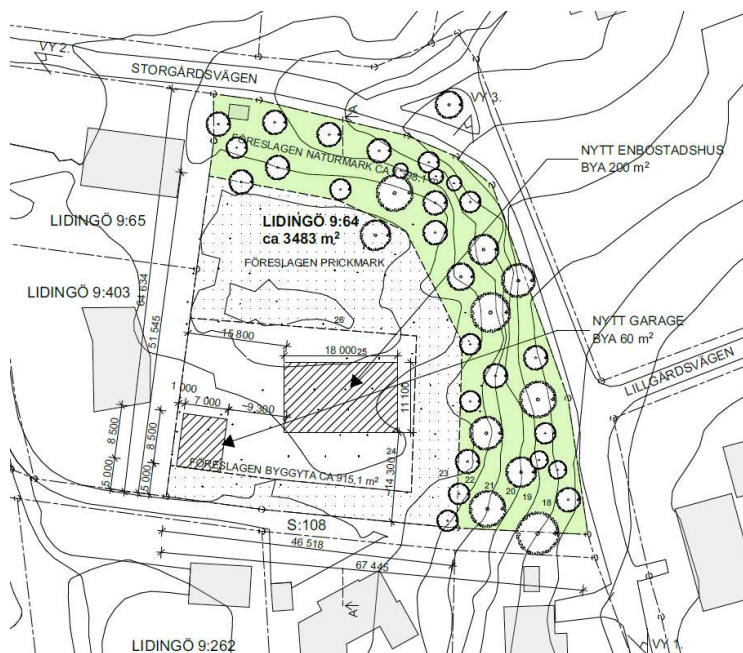 VY 2.
STORGÅRDSVÄGEN
A
VY 3.
NYTT ENBOSTADSHUS
BYA 200 m²
FÖRESLAGEN NATURMARK CA
LIDINGÖ 9:65
LIDINGÖ 9:64
ca 3483 m²
FÖRESLAGEN PRICKMARK
LIDINGÖ 9:403
64 634
51 545
26
NYTT GARAGE
BYA 60 m²
15 800
18 000
25
LILLGÅRDSVÄGEN
1 000
7 000
~9,300
11 100
8 500
8 500
24
~14 300
FÖRESLAGEN BYGGYTA CA 915,1 m²
23
22
21
20
19
18
15 000
15 000
S:108
46 518
67 445
A
LIDINGÖ 9:262
VY 1.